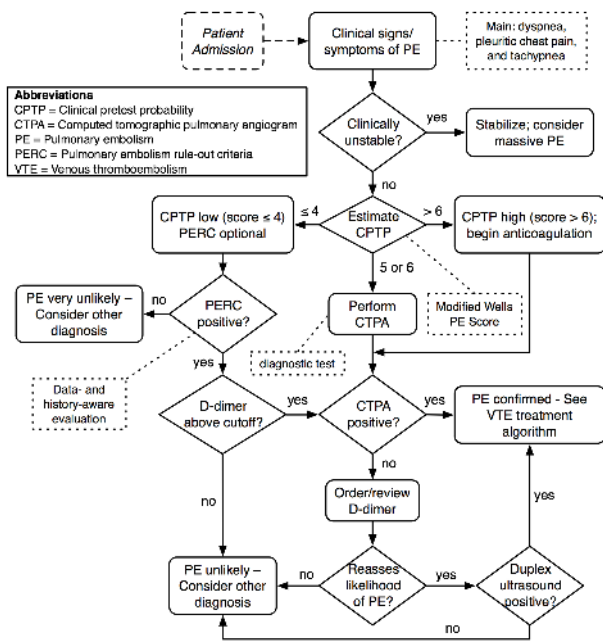 Patient
Admission
Clinical signs/
symptoms of PE
Main: dyspnea,
pleuritic chest pain,
and tachypnea
Abbreviations
CPTP = Clinical pretest probability
CTPA = Computed tomographic pulmonary angiogram
PE = Pulmonary embolism
PERC = Pulmonary embolism rule-out criteria
VTE = Venous thromboembolism
Clinically
unstable?
yes
Stabilize; consider
massive PE
no
CPTP low (score ≤ 4)
PERC optional
≤ 4
Estimate
CPTP
> 6
CPTP high (score > 6);
begin anticoagulation
5 or 6
PE very unlikely –
Consider other
diagnosis
no
PERC
positive?
Perform
CTPA
Modified Wells
PE Score
diagnostic test
yes
Data- and
history-aware
evaluation
D-dimer
above cutoff?
yes
CTPA
positive?
yes
PE confirmed - See
VTE treatment
algorithm
no
no
Order/review
D-dimer
yes
PE unlikely –
Consider other
diagnosis
no
Reasses
likelihood
of PE?
yes
Duplex
ultrasound
positive?
no